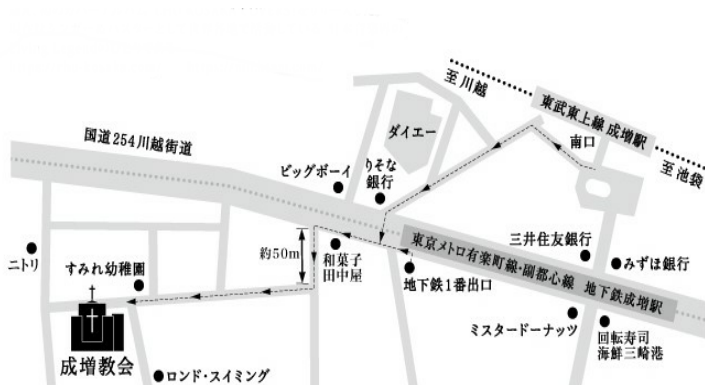 至川越
東武東上線 成増駅
南口
至池袋
ダイエー
国道254川越街道
ビッグボーイ
りそな
銀行
東京メトロ有楽町線・副都心線 地下鉄成増駅
三井住友銀行
みずほ銀行
ニトリ
すみれ幼稚園
約50m
和菓子
田中屋
地下鉄1番出口
ミスタードーナッツ
回転寿司
海鮮三崎港
成増教会
ロンド・スイミング